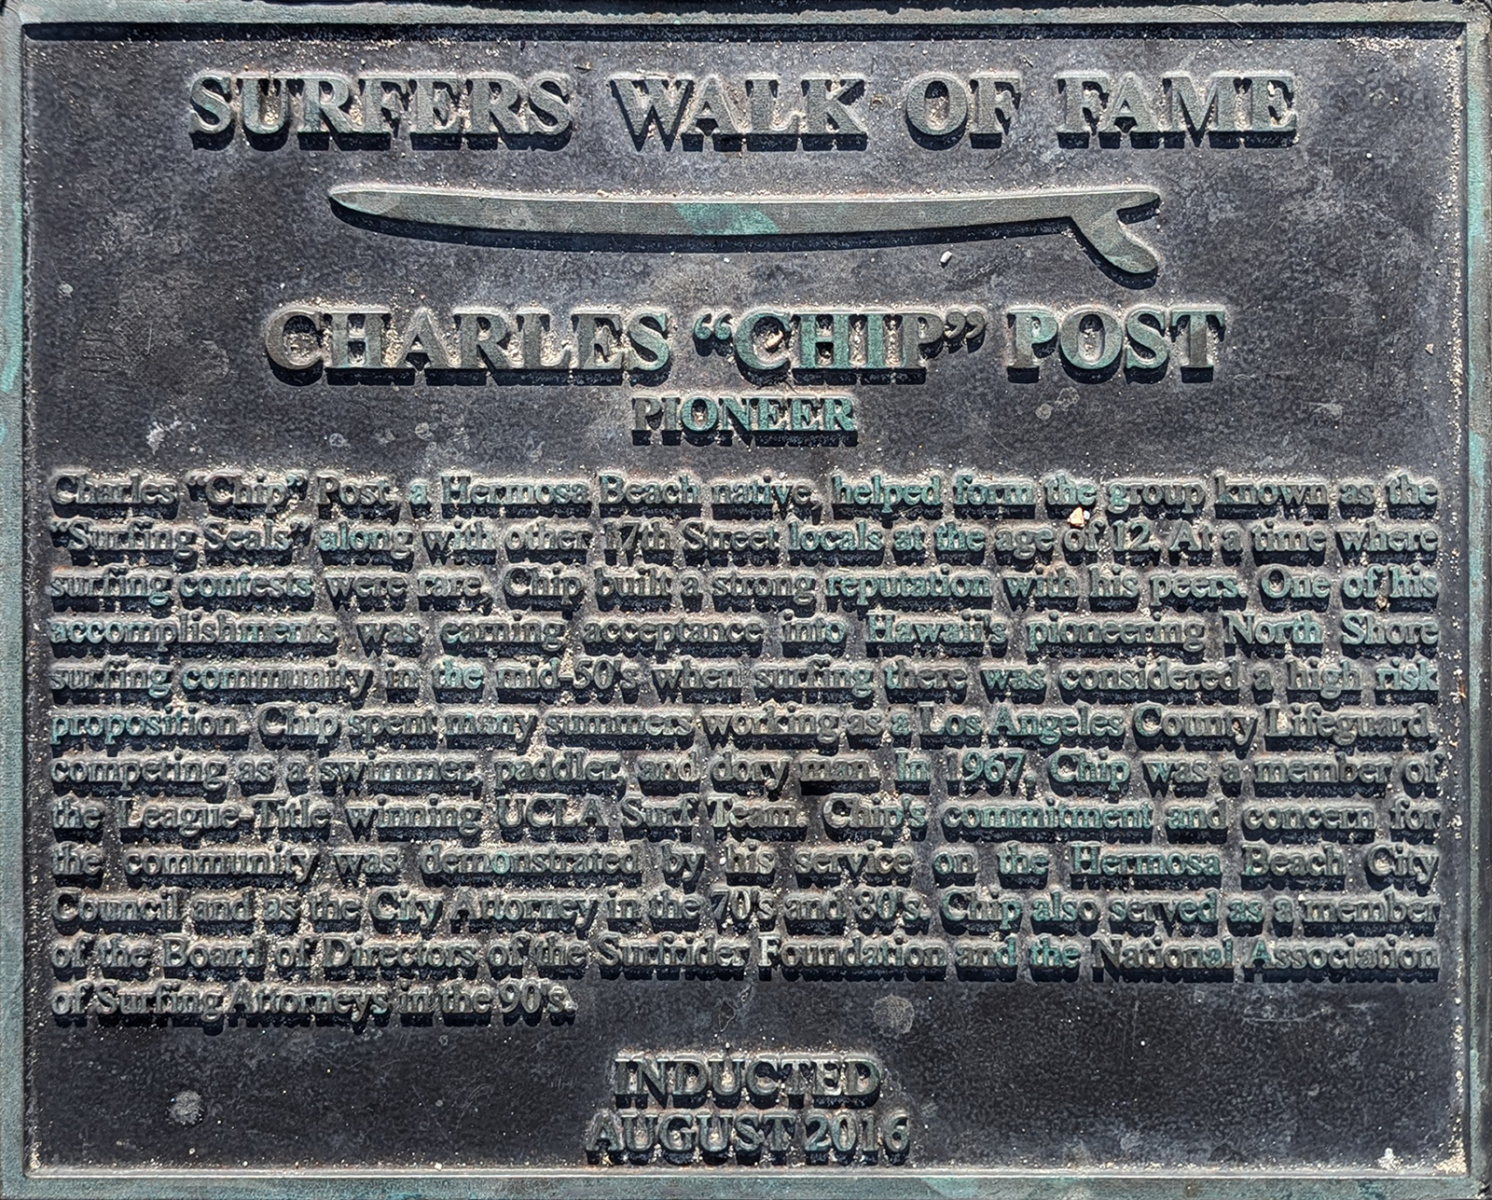 SURFERS WALK OF FAME
CHARLES “CHIP” POST
PIONEER
Charles “Chip” Post, a Hermosa Beach native, helped form the group known as the
“Surfing Seals” along with other 17th Street locals at the age of 12. At a time where
surfing contests were rare, Chip built a strong reputation with his peers. One of his
accomplishments was earning acceptance into Hawaii's pioneering North Shore
surfing community in the mid-50's when surfing there was considered a high risk
proposition. Chip spent many summers working as a Los Angeles County Lifeguard,
competing as a swimmer, paddler, and dory man. In 1967, Chip was a member of
the League-Title winning UCLA Surf Team. Chip's commitment and concern for
the community was demonstrated by his service on the Hermosa Beach City
Council and as the City Attorney in the 70's and 80's. Chip also served as a member
of the Board of Directors of the Surfrider Foundation and the National Association
of Surfing Attorneys in the 90's.
INDUCTED
AUGUST 2016